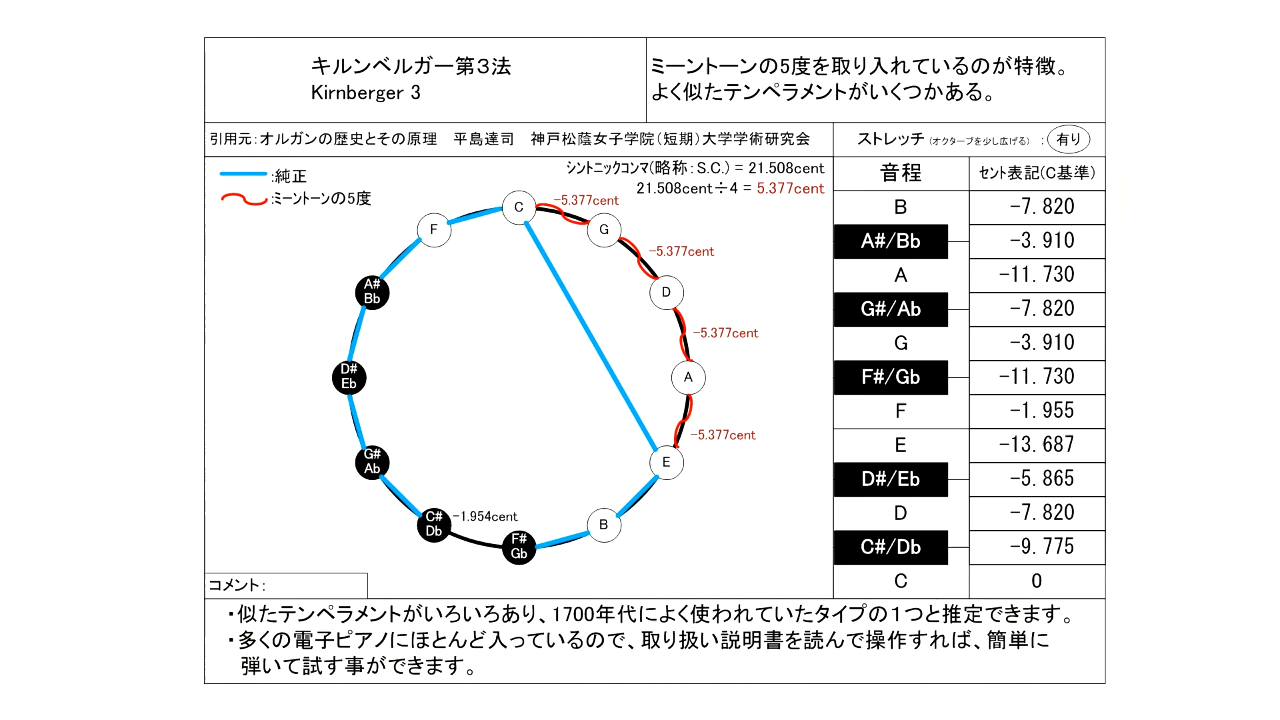 キルンベルガー第３法
Kirnberger 3
ミーントーンの5度を取り入れているのが特徴。
よく似たテンペラメントがいくつかある。
引用元：オルガンの歴史とその原理　平島達司　神戸松蔭女子学院（短期）大学学術研究会
ストレッチ（オクターブを少し広げる）：有り
:純正
:ミーントーンの5度
シントニックコンマ(略称：S.C.) = 21.508cent
21.508cent÷4 = 5.377cent
C
-5.377cent
G
-5.377cent
D
-5.377cent
A
-5.377cent
E
B
F#
Gb
-1.954cent
C#
Db
G#
Ab
D#
Eb
A#
Bb
F
音程　セント表記(C基準)
B　-7.820
A#/Bb　-3.910
A　-11.730
G#/Ab　-7.820
G　-3.910
F#/Gb　-11.730
F　-1.955
E　-13.687
D#/Eb　-5.865
D　-7.820
C#/Db　-9.775
C　0
コメント：
・似たテンペラメントがいろいろあり、1700年代によく使われていたタイプの１つと推定できます。
・多くの電子ピアノにほとんど入っているので、取り扱い説明書を読んで操作すれば、簡単に
弾いて試す事ができます。